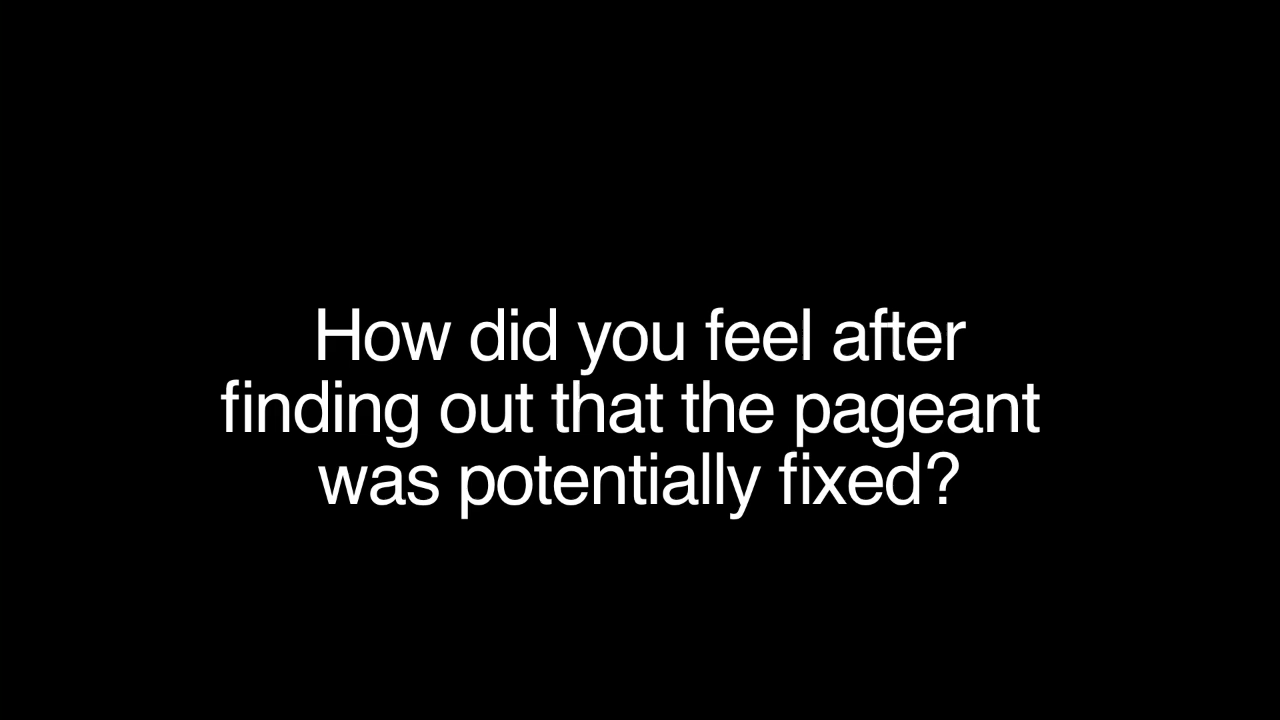 How did you feel after
finding out that the pageant
was potentially fixed?